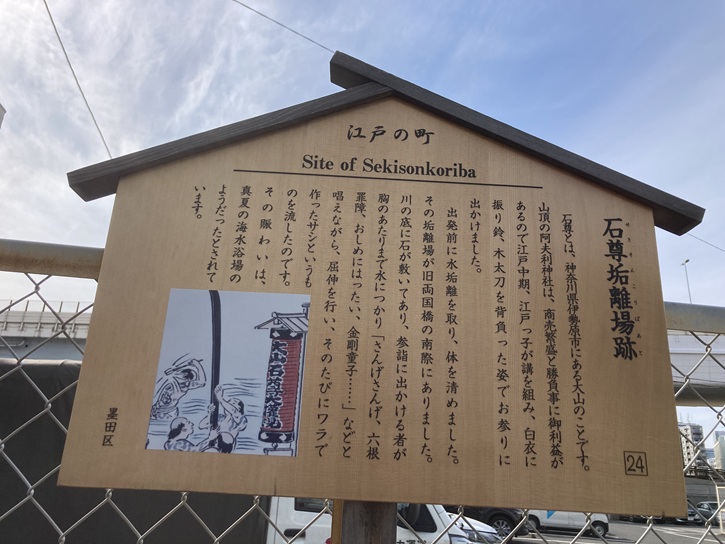 江戸の町
Site of Sekisonkoriba
石尊垢離場跡
せきそんこりばあと
石尊とは、神奈川県伊勢原市にある大山のことです。
山頂の阿夫利神社は、商売繁盛と勝負事に御利益が
あるので江戸中期、江戸っ子が講を組み、白衣に
振り鈴、木太刀を背負った姿でお参りに
出かけました。
出発前に水垢離を取り、体を清めました。
その垢離場が旧両国橋の南際にありました。
川の底に石が敷いてあり、参詣に出かける者が
胸のあたりまで水につかり「さんげさんげ、六根
罪障、おしめにはったい、金剛童子……」などと
唱えながら、屈伸を行い、そのたびにワラで
作ったサシというも
のを流したのです。
その賑わいは、
真夏の海水浴場の
ようだったとされて
います。
墨田区
24